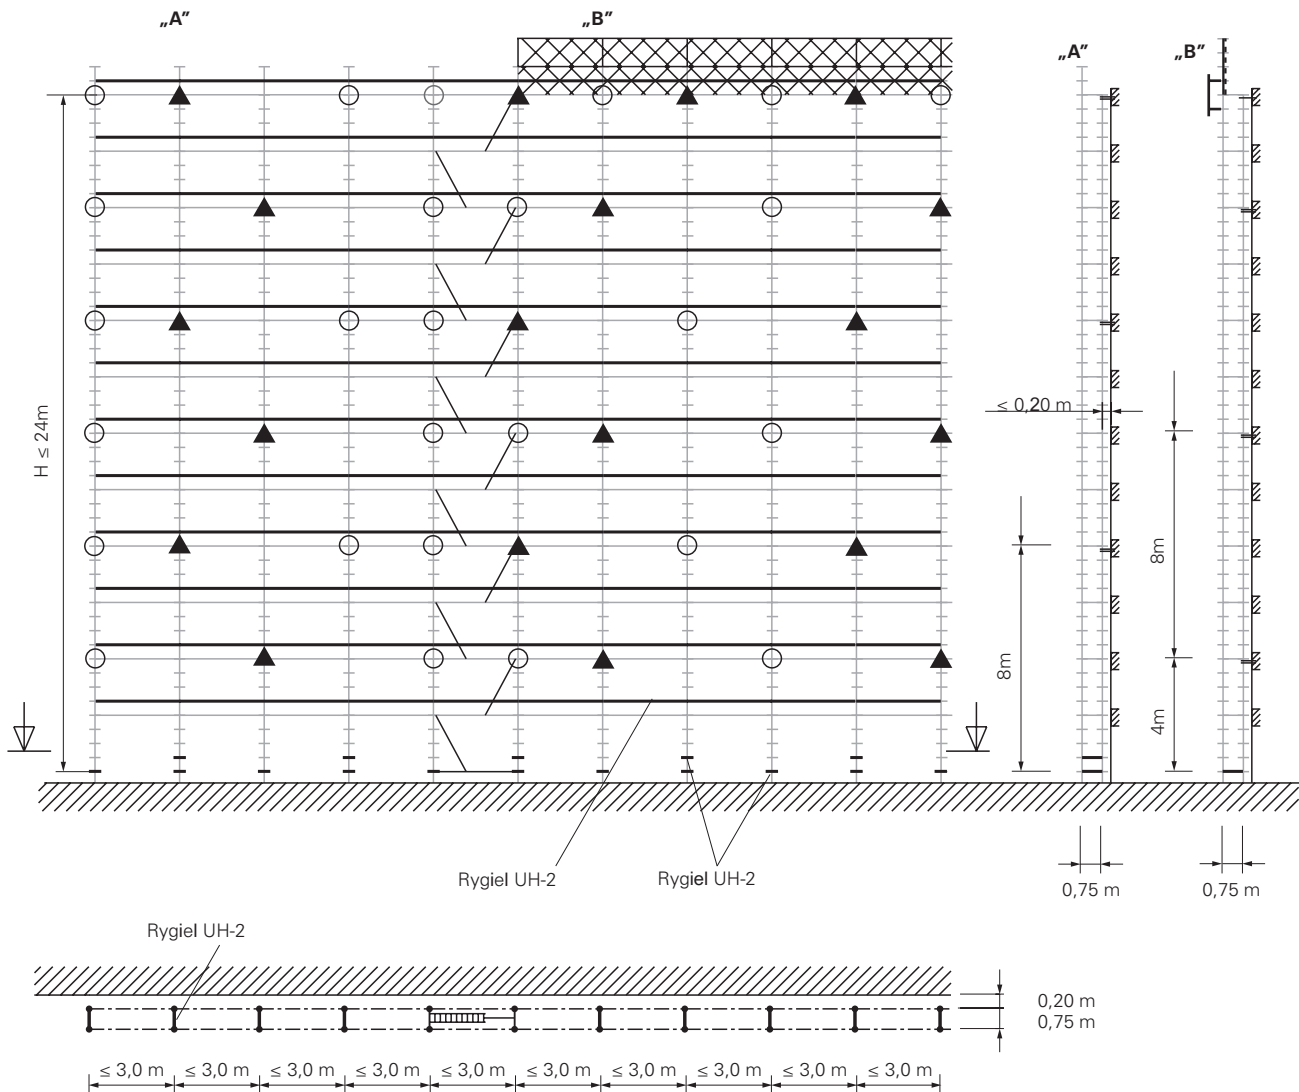 „A”
„B”
„A”
„B”
H ≤ 24m
≤ 0,20 m
8m
8m
4m
Rygiel UH-2
Rygiel UH-2
0,75 m
0,75 m
Rygiel UH-2
0,20 m
0,75 m
≤ 3,0 m ≤ 3,0 m ≤ 3,0 m ≤ 3,0 m ≤ 3,0 m ≤ 3,0 m ≤ 3,0 m ≤ 3,0 m ≤ 3,0 m ≤ 3,0 m